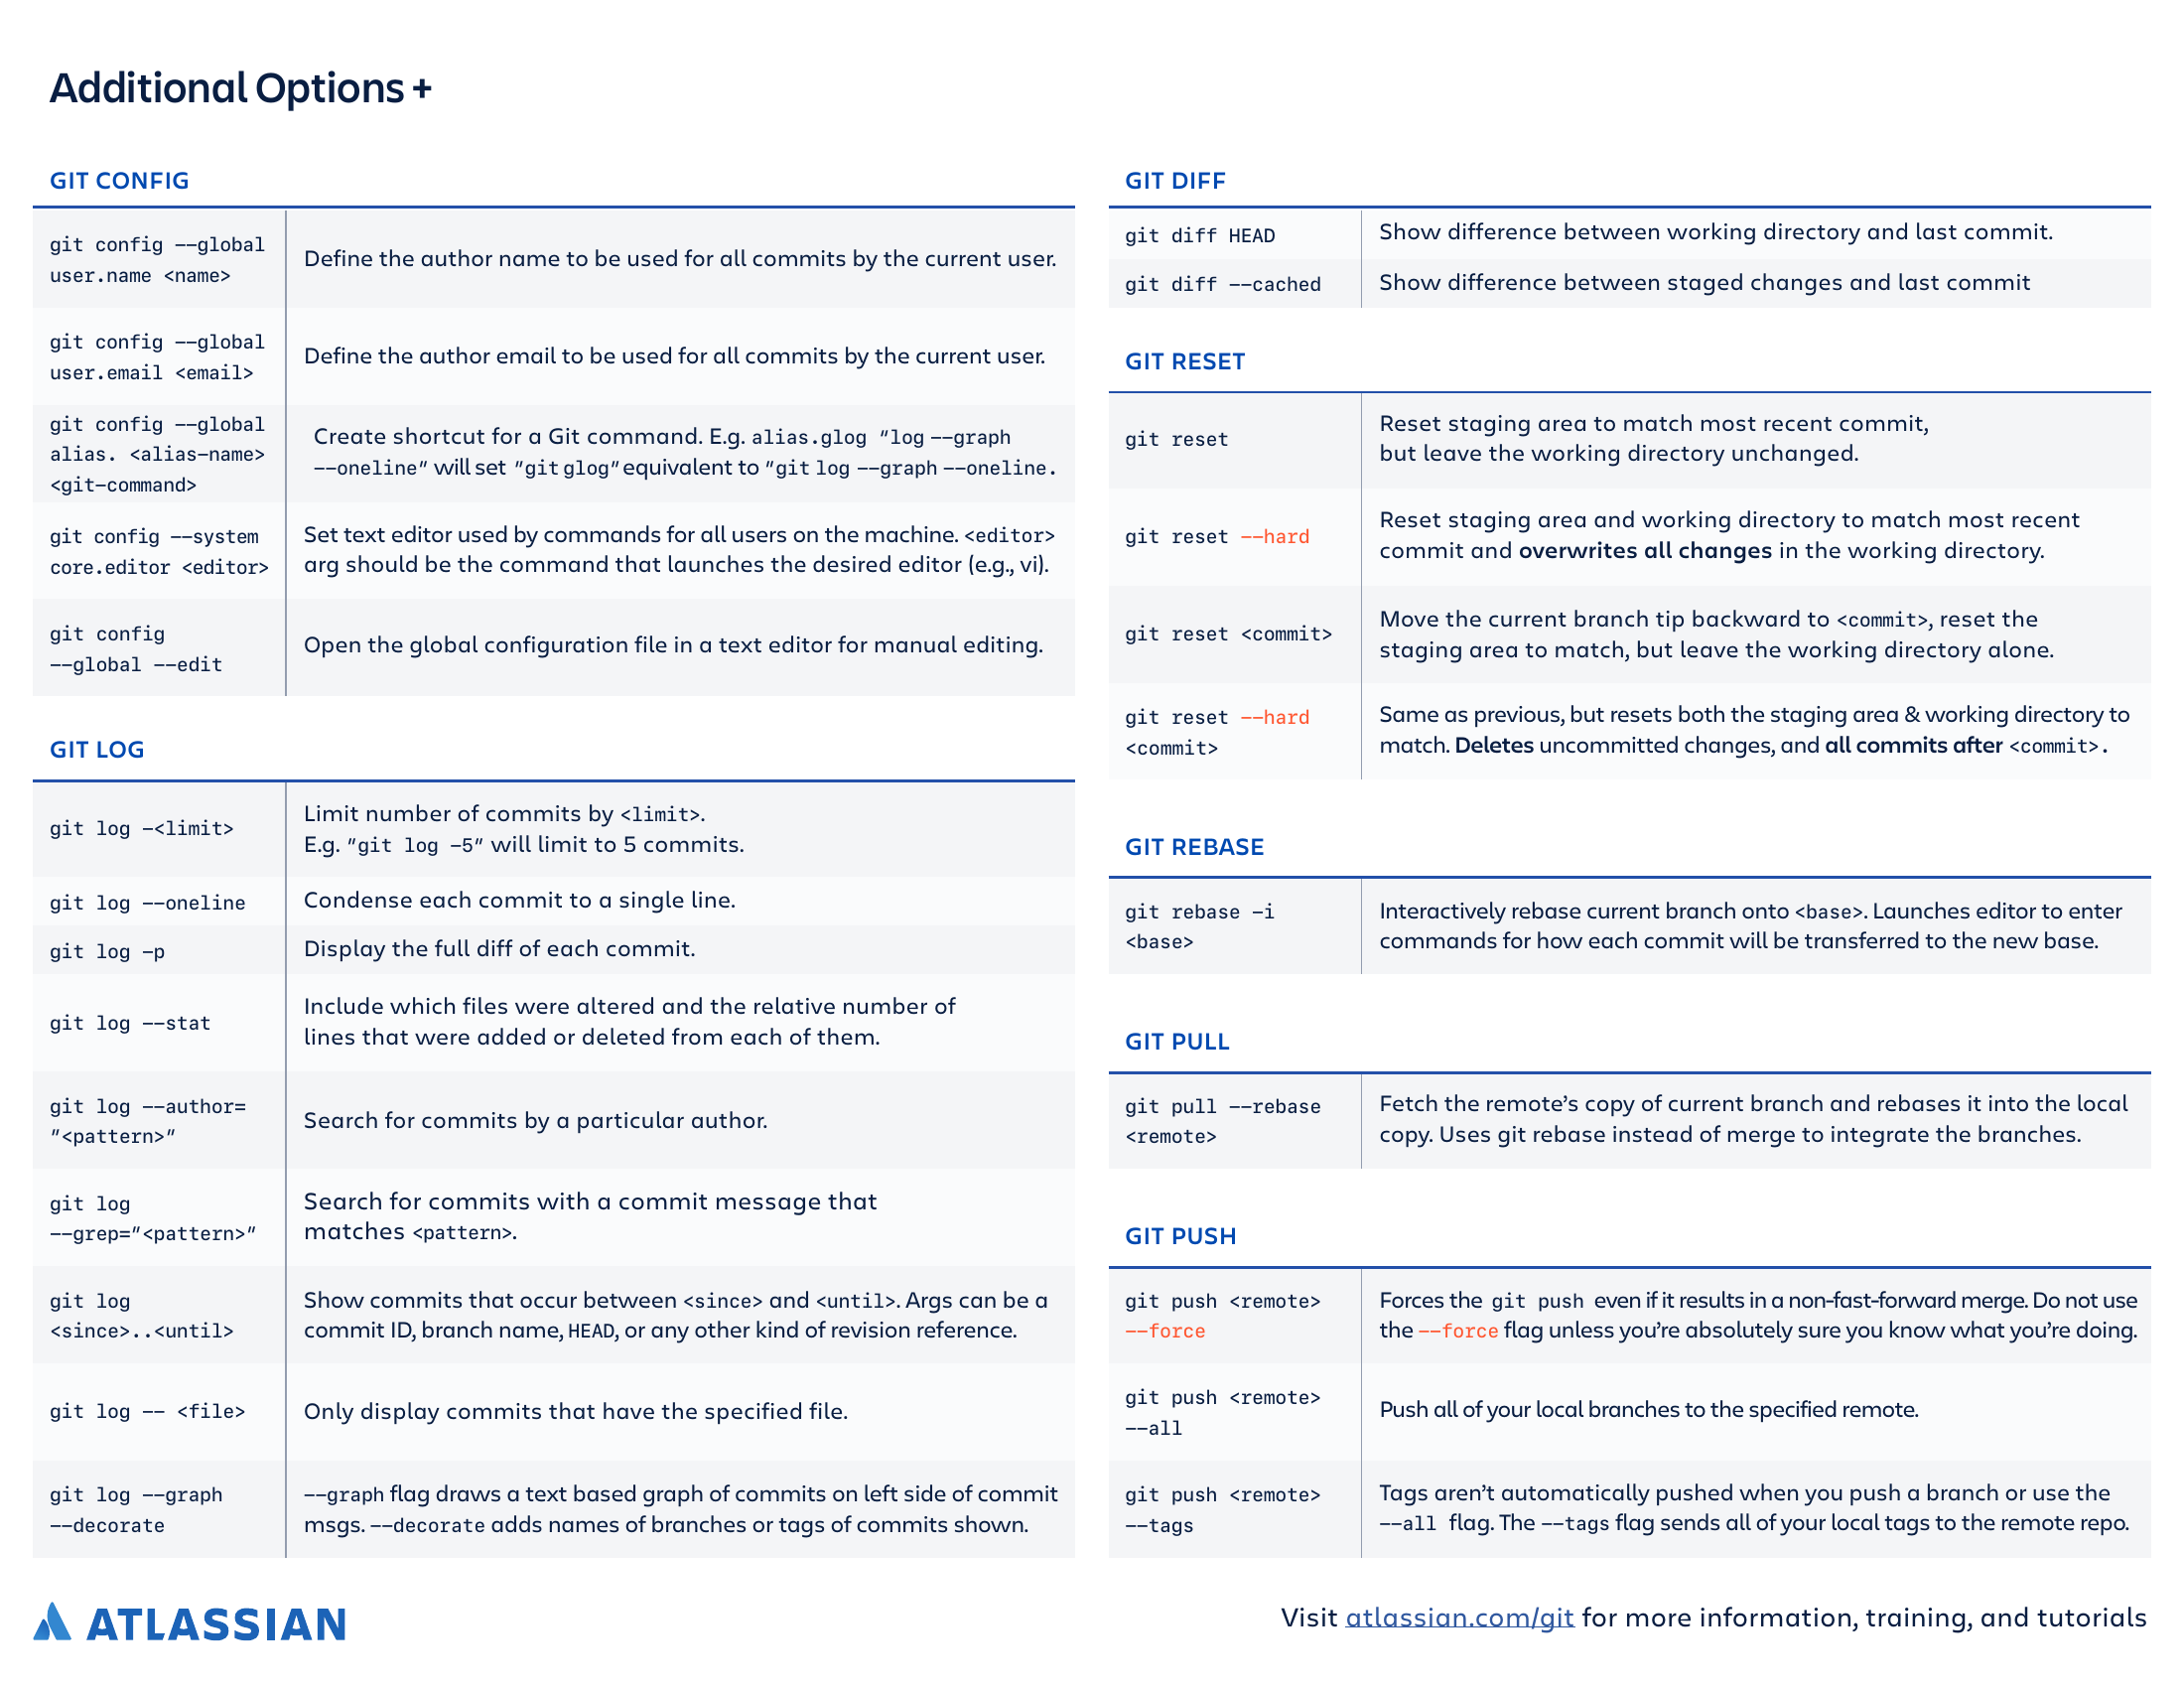 Additional Options +
GIT CONFIG
git config --global
user.name <name>
Define the author name to be used for all commits by the current user.
git config --global
user.email <email>
Define the author email to be used for all commits by the current user.
git config --global
alias. <alias-name>
<git-command>
Create shortcut for a Git command. E.g. alias.glog "log --graph
--oneline" will set "git glog" equivalent to "git log --graph --oneline.
git config --system
core.editor <editor>
Set text editor used by commands for all users on the machine. <editor>
arg should be the command that launches the desired editor (e.g., vi).
git config
--global --edit
Open the global configuration file in a text editor for manual editing.
GIT LOG
git log -<limit>
Limit number of commits by <limit>.
E.g. "git log -5" will limit to 5 commits.
git log --oneline
Condense each commit to a single line.
git log -p
Display the full diff of each commit.
git log --stat
Include which files were altered and the relative number of
lines that were added or deleted from each of them.
git log --author=
"<pattern>"
Search for commits by a particular author.
git log
--grep="<pattern>"
Search for commits with a commit message that
matches <pattern>.
git log
<since>..<until>
Show commits that occur between <since> and <until>. Args can be a
commit ID, branch name, HEAD, or any other kind of revision reference.
git log -- <file>
Only display commits that have the specified file.
git log --graph
--decorate
--graph flag draws a text based graph of commits on left side of commit
msgs. --decorate adds names of branches or tags of commits shown.
GIT DIFF
git diff HEAD
Show difference between working directory and last commit.
git diff --cached
Show difference between staged changes and last commit
GIT RESET
git reset
Reset staging area to match most recent commit,
but leave the working directory unchanged.
git reset --hard
Reset staging area and working directory to match most recent
commit and overwrites all changes in the working directory.
git reset <commit>
Move the current branch tip backward to <commit>, reset the
staging area to match, but leave the working directory alone.
git reset --hard
<commit>
Same as previous, but resets both the staging area & working directory to
match. Deletes uncommitted changes, and all commits after <commit>.
GIT REBASE
git rebase -i
<base>
Interactively rebase current branch onto <base>. Launches editor to enter
commands for how each commit will be transferred to the new base.
GIT PULL
git pull --rebase
<remote>
Fetch the remote's copy of current branch and rebases it into the local
copy. Uses git rebase instead of merge to integrate the branches.
GIT PUSH
git push <remote>
--force
Forces the git push even if it results in a non-fast-forward merge. Do not use
the --force flag unless you're absolutely sure you know what you're doing.
git push <remote>
--all
Push all of your local branches to the specified remote.
git push <remote>
--tags
Tags aren't automatically pushed when you push a branch or use the
--all flag. The --tags flag sends all of your local tags to the remote repo.
ATLASSIAN
Visit atlassian.com/git for more information, training, and tutorials